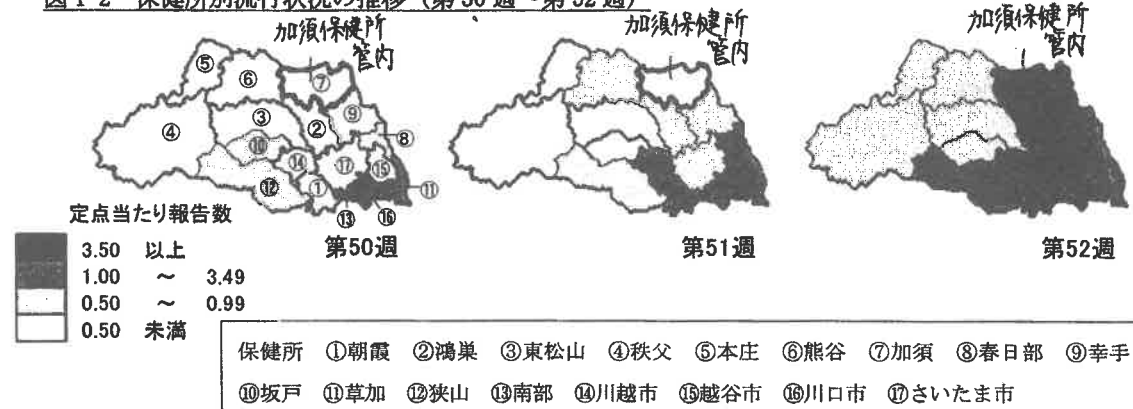 図1-2 保健所別流行状況の推移（第50週～第52週）
加須保健所
管内
加須保健所
管内
加須保健所
管内
⑤
⑥
⑦
④
③
②
⑨
⑧
⑩
⑭
⑰
⑮
⑫
①
⑪
⑬
⑯
第50週
第51週
第52週
定点当たり報告数
3.50 以上
1.00 ～ 3.49
0.50 ～ 0.99
0.50 未満
保健所 ①朝霞 ②鴻巣 ③東松山 ④秩父 ⑤本庄 ⑥熊谷 ⑦加須 ⑧春日部 ⑨幸手
⑩坂戸 ⑪草加 ⑫狭山 ⑬南部 ⑭川越市 ⑮越谷市 ⑯川口市 ⑰さいたま市